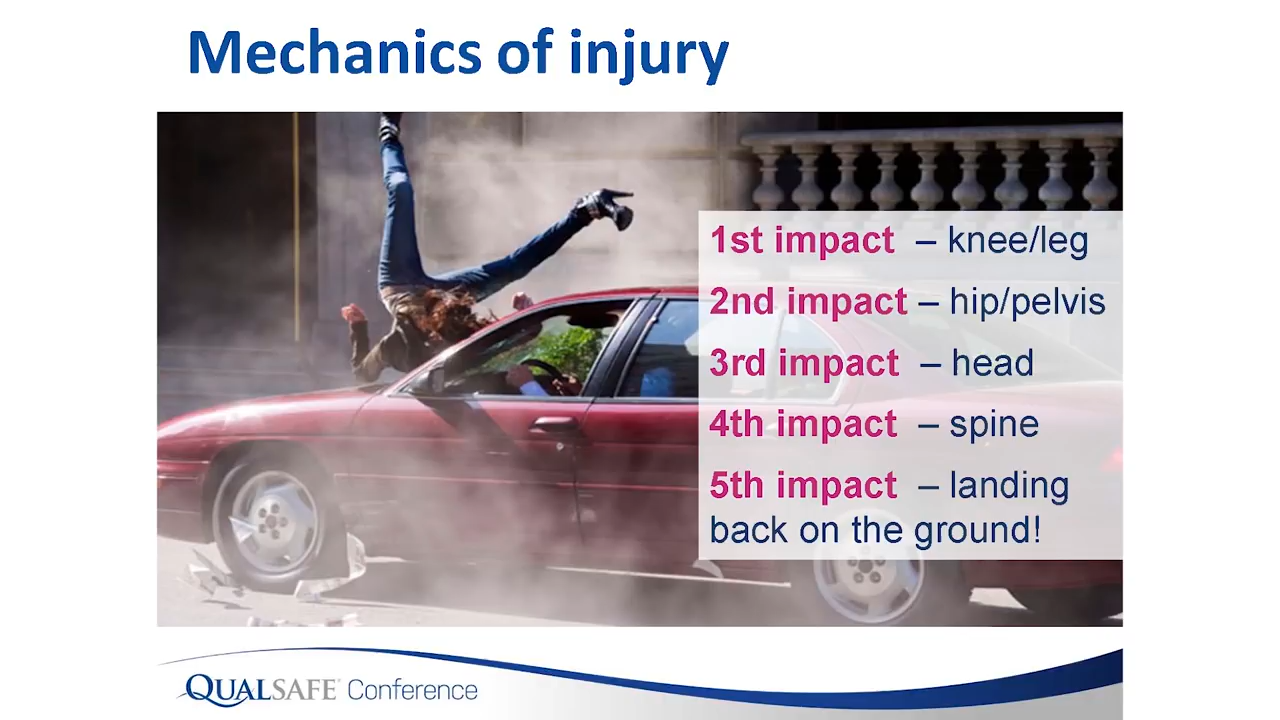 Mechanics of injury
1st impact – knee/leg
2nd impact – hip/pelvis
3rd impact – head
4th impact – spine
5th impact – landing
back on the ground!
QUALSAFE Conference